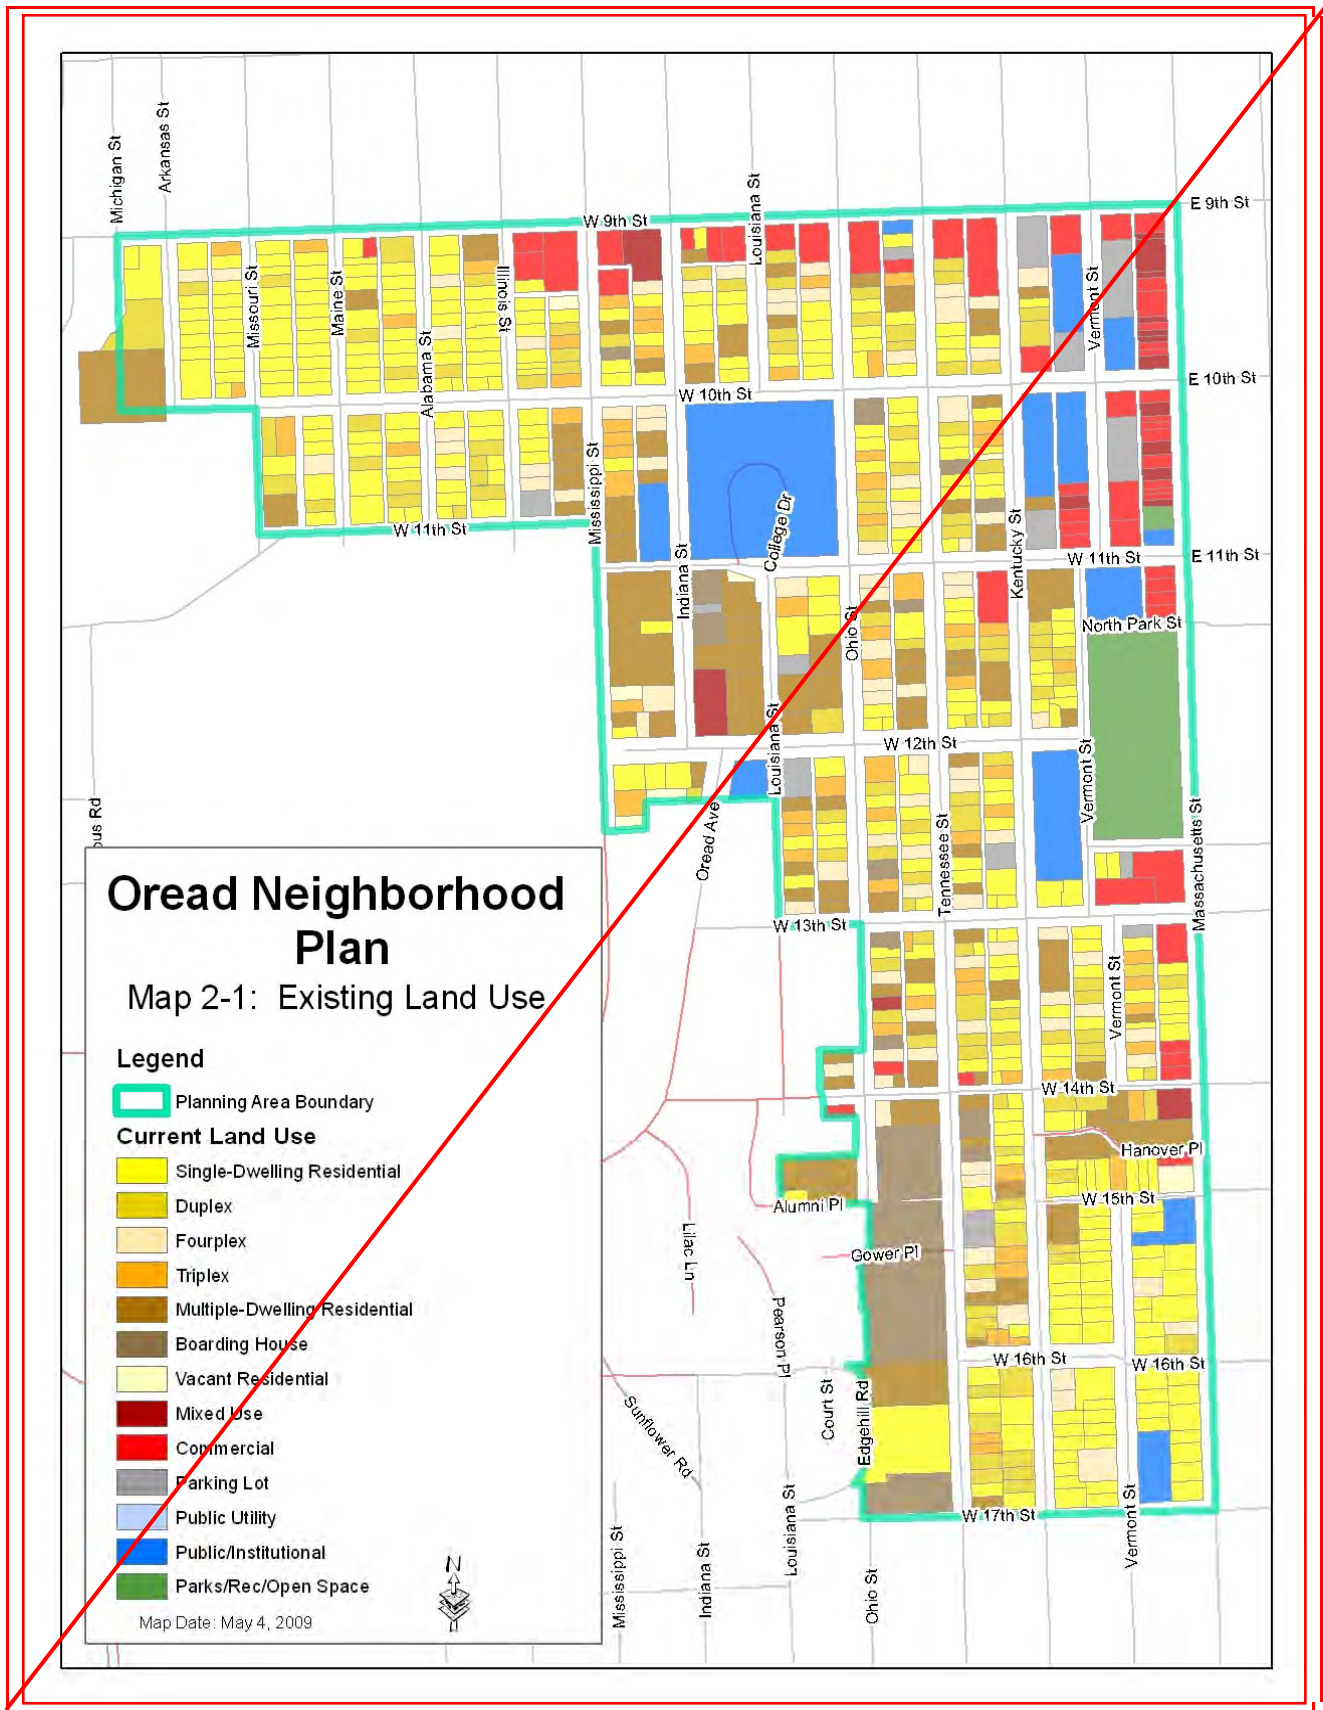 Michigan St
Arkansas St
Louisiana St
W 9th St
E 9th St
Missouri St
Maine St
Alabama St
Illinois St
Vermont St
W 10th St
E 10th St
Mississippi St
W 11th St
College Dr
Indiana St
Kentucky St
W 11th St
E 11th St
Ohio St
North Park St
Louisiana St
W 12th St
Vermont St
Oread Ave
Tennessee St
Massachusetts St
W 13th St
Vermont St
W 14th St
Hanover Pl
W 15th St
Alumni Pl
Lilac Ln
Gower Pl
Pearson Pl
W 16th St
W 16th St
Court St
Edgehill Rd
Sunflower Rd
W 17th St
Vermont St
Mississippi St
Indiana St
Louisiana St
Ohio St
Oread Neighborhood
Plan
Map 2-1: Existing Land Use
Legend
Planning Area Boundary
Current Land Use
Single-Dwelling Residential
Duplex
Fourplex
Triplex
Multiple-Dwelling Residential
Boarding House
Vacant Residential
Mixed Use
Commercial
Parking Lot
Public Utility
Public/Institutional
Parks/Rec/Open Space
Map Date: May 4, 2009
N